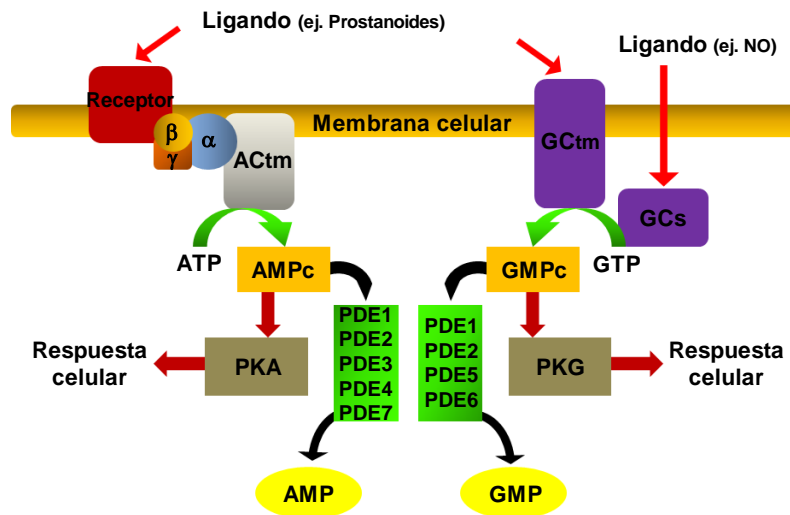 Ligando (ej. Prostanoides)
Ligando (ej. NO)
Receptor
Membrana celular
β
α
γ
ACtm
GCtm
GCs
ATP
AMPc
GMPc
GTP
PDE1
PDE2
PDE3
PDE4
PDE7
PDE1
PDE2
PDE5
PDE6
Respuesta
celular
PKA
PKG
Respuesta
celular
AMP
GMP